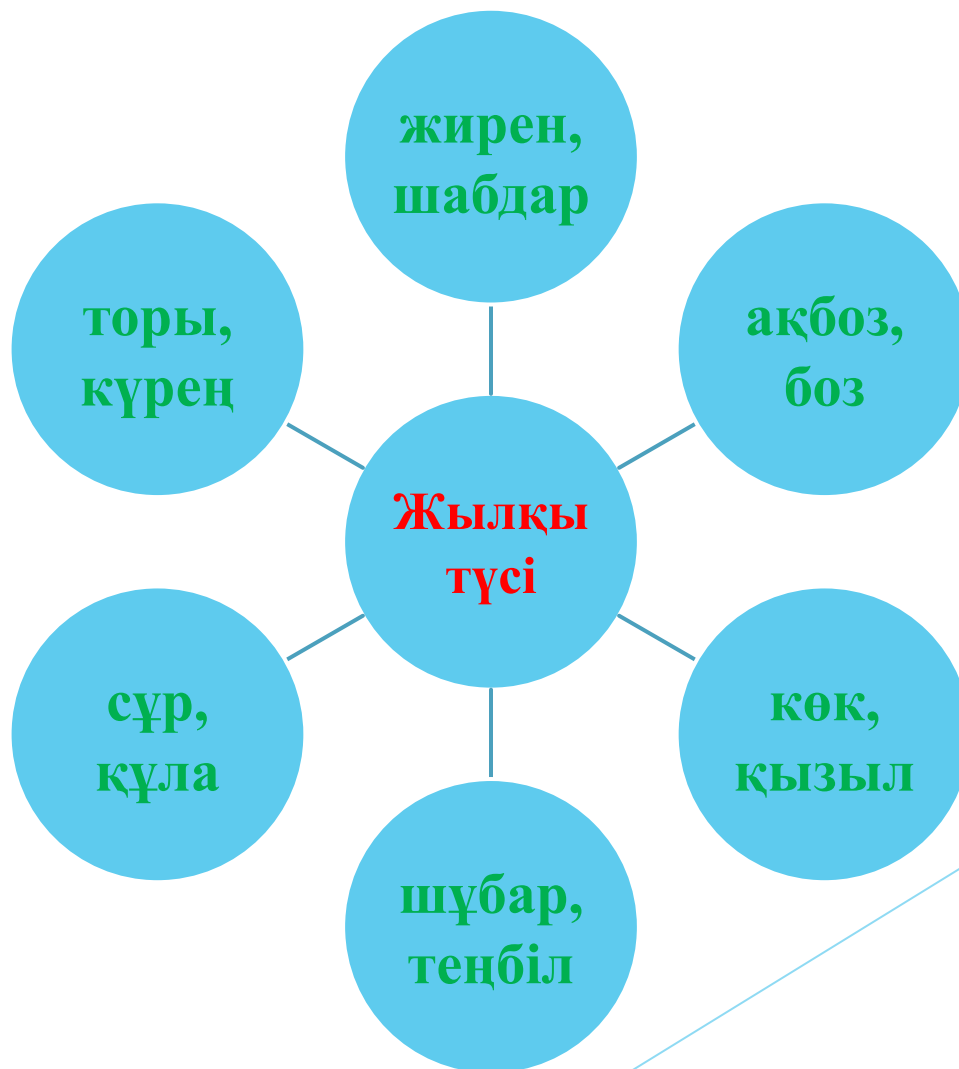 жирен,
шабдар
торы,
күрең
ақбоз,
боз
Жылқы
түсі
сұр,
құла
көк,
қызыл
шұбар,
теңбіл